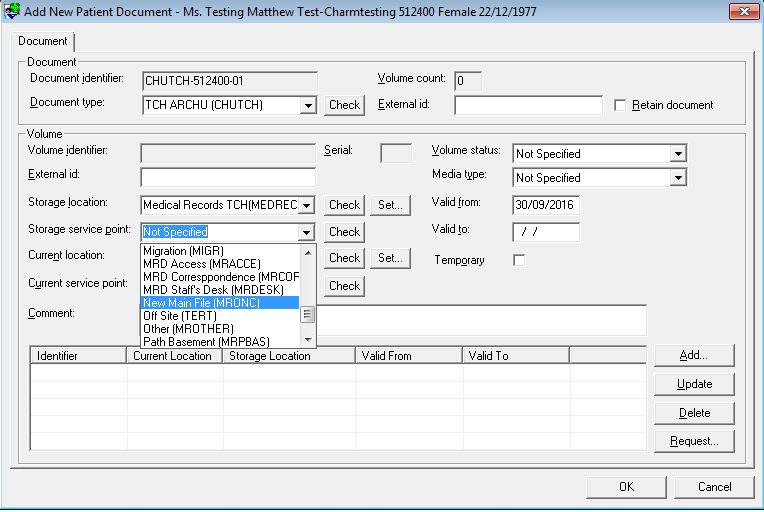 Add New Patient Document - Ms. Testing Matthew Test-Charmtesting 512400 Female 22/12/1977
Document
Document
Document identifier: CHUTCH-512400-01 Volume count: 0
Document type: TCH ARCHU (CHUTCH) Check External id: Retain document
Volume
Volume identifier: Serial: Volume status: Not Specified
External id: Media type: Not Specified
Storage location: Medical Records TCH(MEDREC Check Set... Valid from: 30/09/2016
Storage service point: Not Specified Check Valid to: / /
Current location: Check Set... Temporary
Current service point: Check
Comment:
Migration (MIGR)
MRD Access (MRACCE)
MRD Corresppondence (MRCOF
MRD Staff's Desk (MRDESK)
New Main File (MRONC)
Off Site (TERT)
Other (MROTHER)
Path Basement (MRPBAS)
Identifier Current Location Storage Location Valid From Valid To
Add...
Update
Delete
Request...
OK Cancel